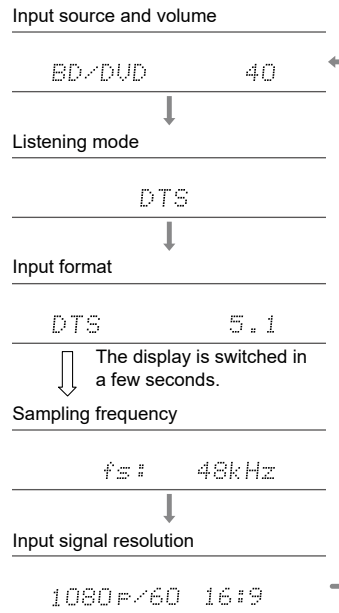 Input source and volume
BD/DVD 40
Listening mode
DTS
Input format
DTS 5.1
The display is switched in
a few seconds.
Sampling frequency
fs: 48kHz
Input signal resolution
1080p/60 16:9